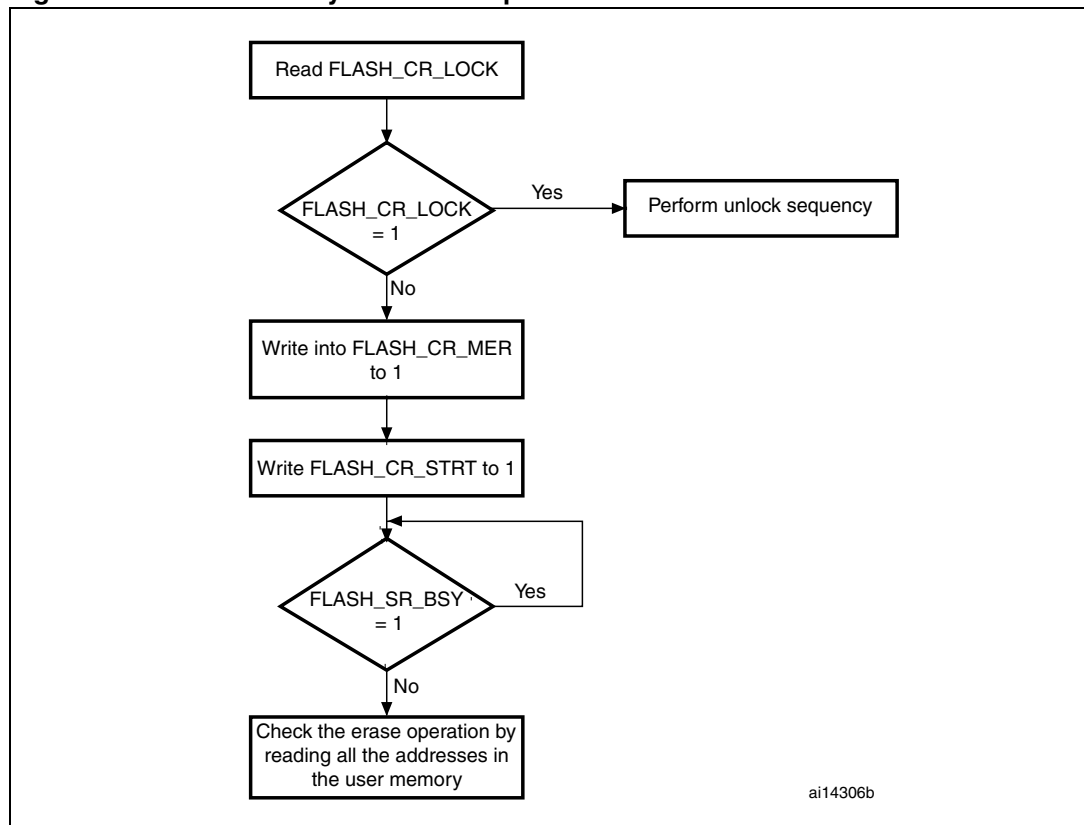 Read FLASH_CR_LOCK
FLASH_CR_LOCK
= 1
Yes
Perform unlock sequency
No
Write into FLASH_CR_MER
to 1
Write FLASH_CR_STRT to 1
FLASH_SR_BSY
= 1
Yes
No
Check the erase operation by
reading all the addresses in
the user memory
ai14306b